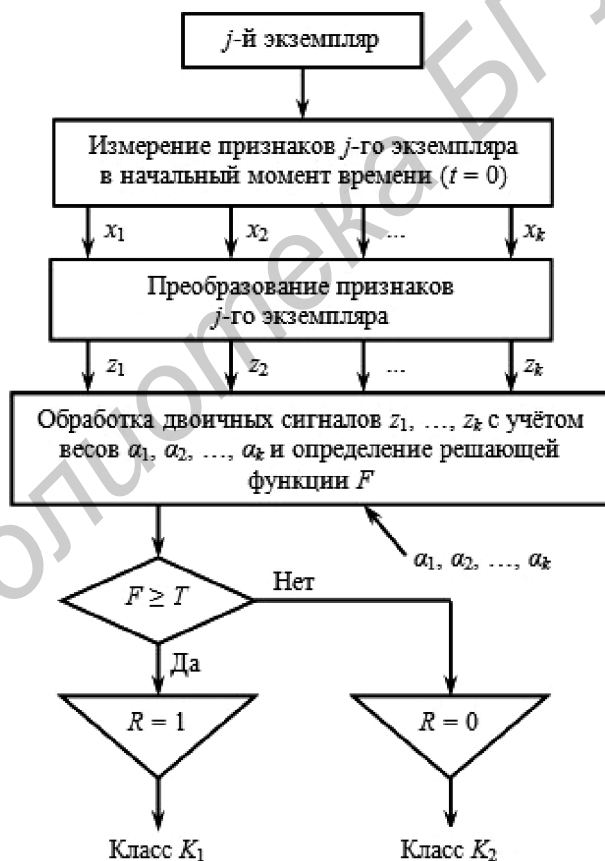 j-й экземпляр
Измерение признаков j-го экземпляра
в начальный момент времени (t = 0)
x₁ x₂ ... xₖ
Преобразование признаков
j-го экземпляра
z₁ z₂ ... zₖ
Обработка двоичных сигналов z₁, …, zₖ с учётом
весов α₁, α₂, …, αₖ и определение решающей
функции F
α₁, α₂, …, αₖ
F ≥ T
Нет
Да
R = 1
R = 0
Класс K₁
Класс K₂